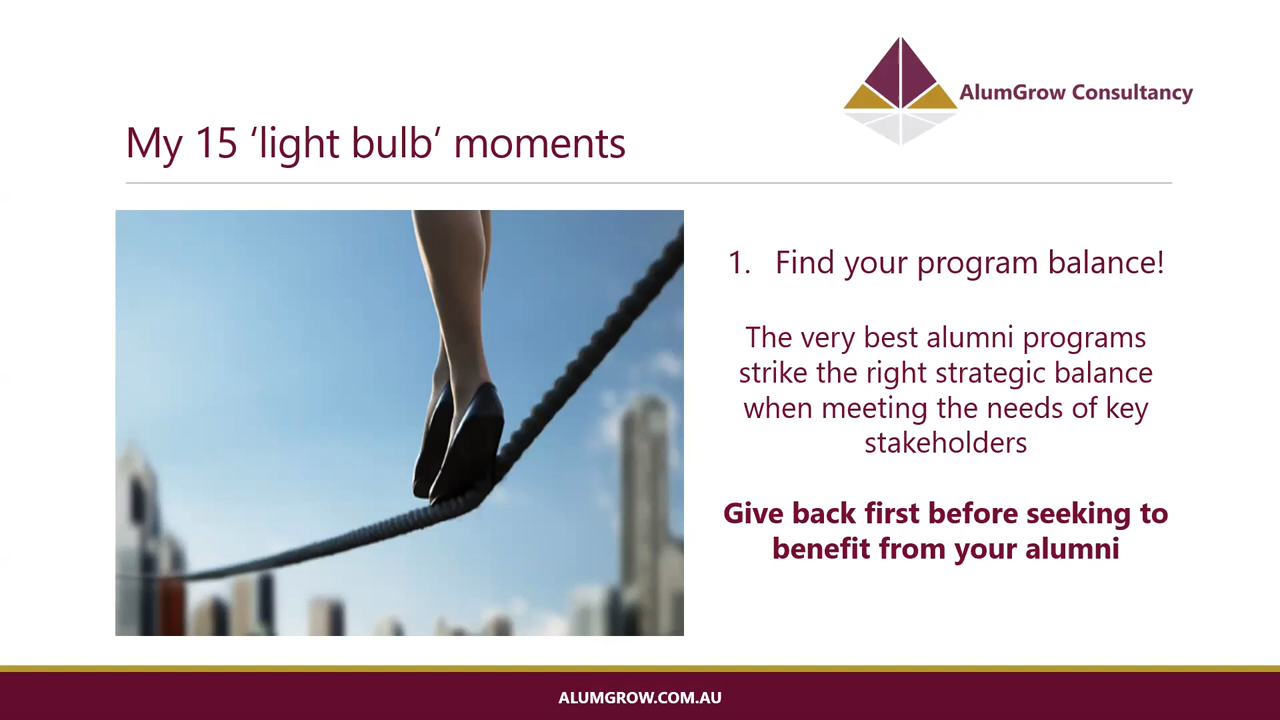 AlumGrow Consultancy
My 15 ‘light bulb’ moments
1. Find your program balance!
The very best alumni programs
strike the right strategic balance
when meeting the needs of key
stakeholders
Give back first before seeking to
benefit from your alumni
ALUMGROW.COM.AU